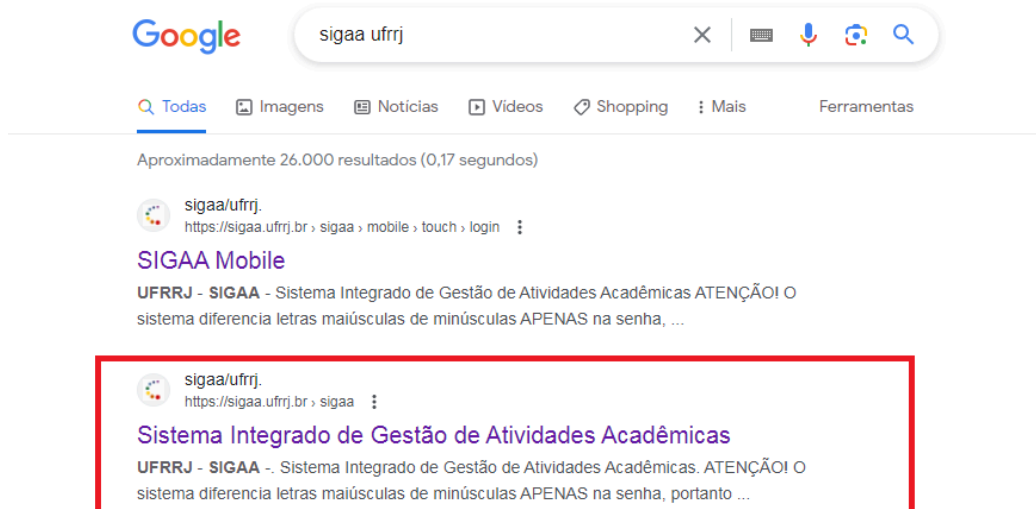 Google
sigaa ufrrj
Todas Imagens Notícias Vídeos Shopping Mais Ferramentas
Aproximadamente 26.000 resultados (0,17 segundos)
sigaa/ufrrj.
https://sigaa.ufrrj.br › sigaa › mobile › touch › login
SIGAA Mobile
UFRRJ - SIGAA - Sistema Integrado de Gestão de Atividades Acadêmicas ATENÇÃO! O
sistema diferencia letras maiúsculas de minúsculas APENAS na senha, ...
sigaa/ufrrj.
https://sigaa.ufrrj.br › sigaa
Sistema Integrado de Gestão de Atividades Acadêmicas
UFRRJ - SIGAA -. Sistema Integrado de Gestão de Atividades Acadêmicas. ATENÇÃO! O
sistema diferencia letras maiúsculas de minúsculas APENAS na senha, portanto ...